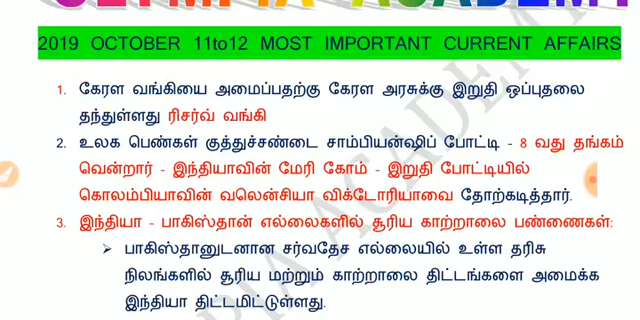 OLYMPIA ACADEMY
2019 OCTOBER 11to12 MOST IMPORTANT CURRENT AFFAIRS
1. கேரள வங்கியை அமைப்பதற்கு கேரள அரசுக்கு இறுதி ஒப்புதலை
தந்துள்ளது ரிசர்வ் வங்கி
2. உலக பெண்கள் குத்துச்சண்டை சாம்பியன்ஷிப் போட்டி - 8 வது தங்கம்
வென்றார் - இந்தியாவின் மேரி கோம் - இறுதி போட்டியில்
கொலம்பியாவின் வலென்சியா விக்டோரியாவை தோற்கடித்தார்.
3. இந்தியா - பாகிஸ்தான் எல்லைகளில் சூரிய காற்றாலை பண்ணைகள்:
➢ பாகிஸ்தானுடனான சர்வதேச எல்லையில் உள்ள தரிசு
நிலங்களில் சூரிய மற்றும் காற்றாலை திட்டங்களை அமைக்க
இந்தியா திட்டமிட்டுள்ளது.